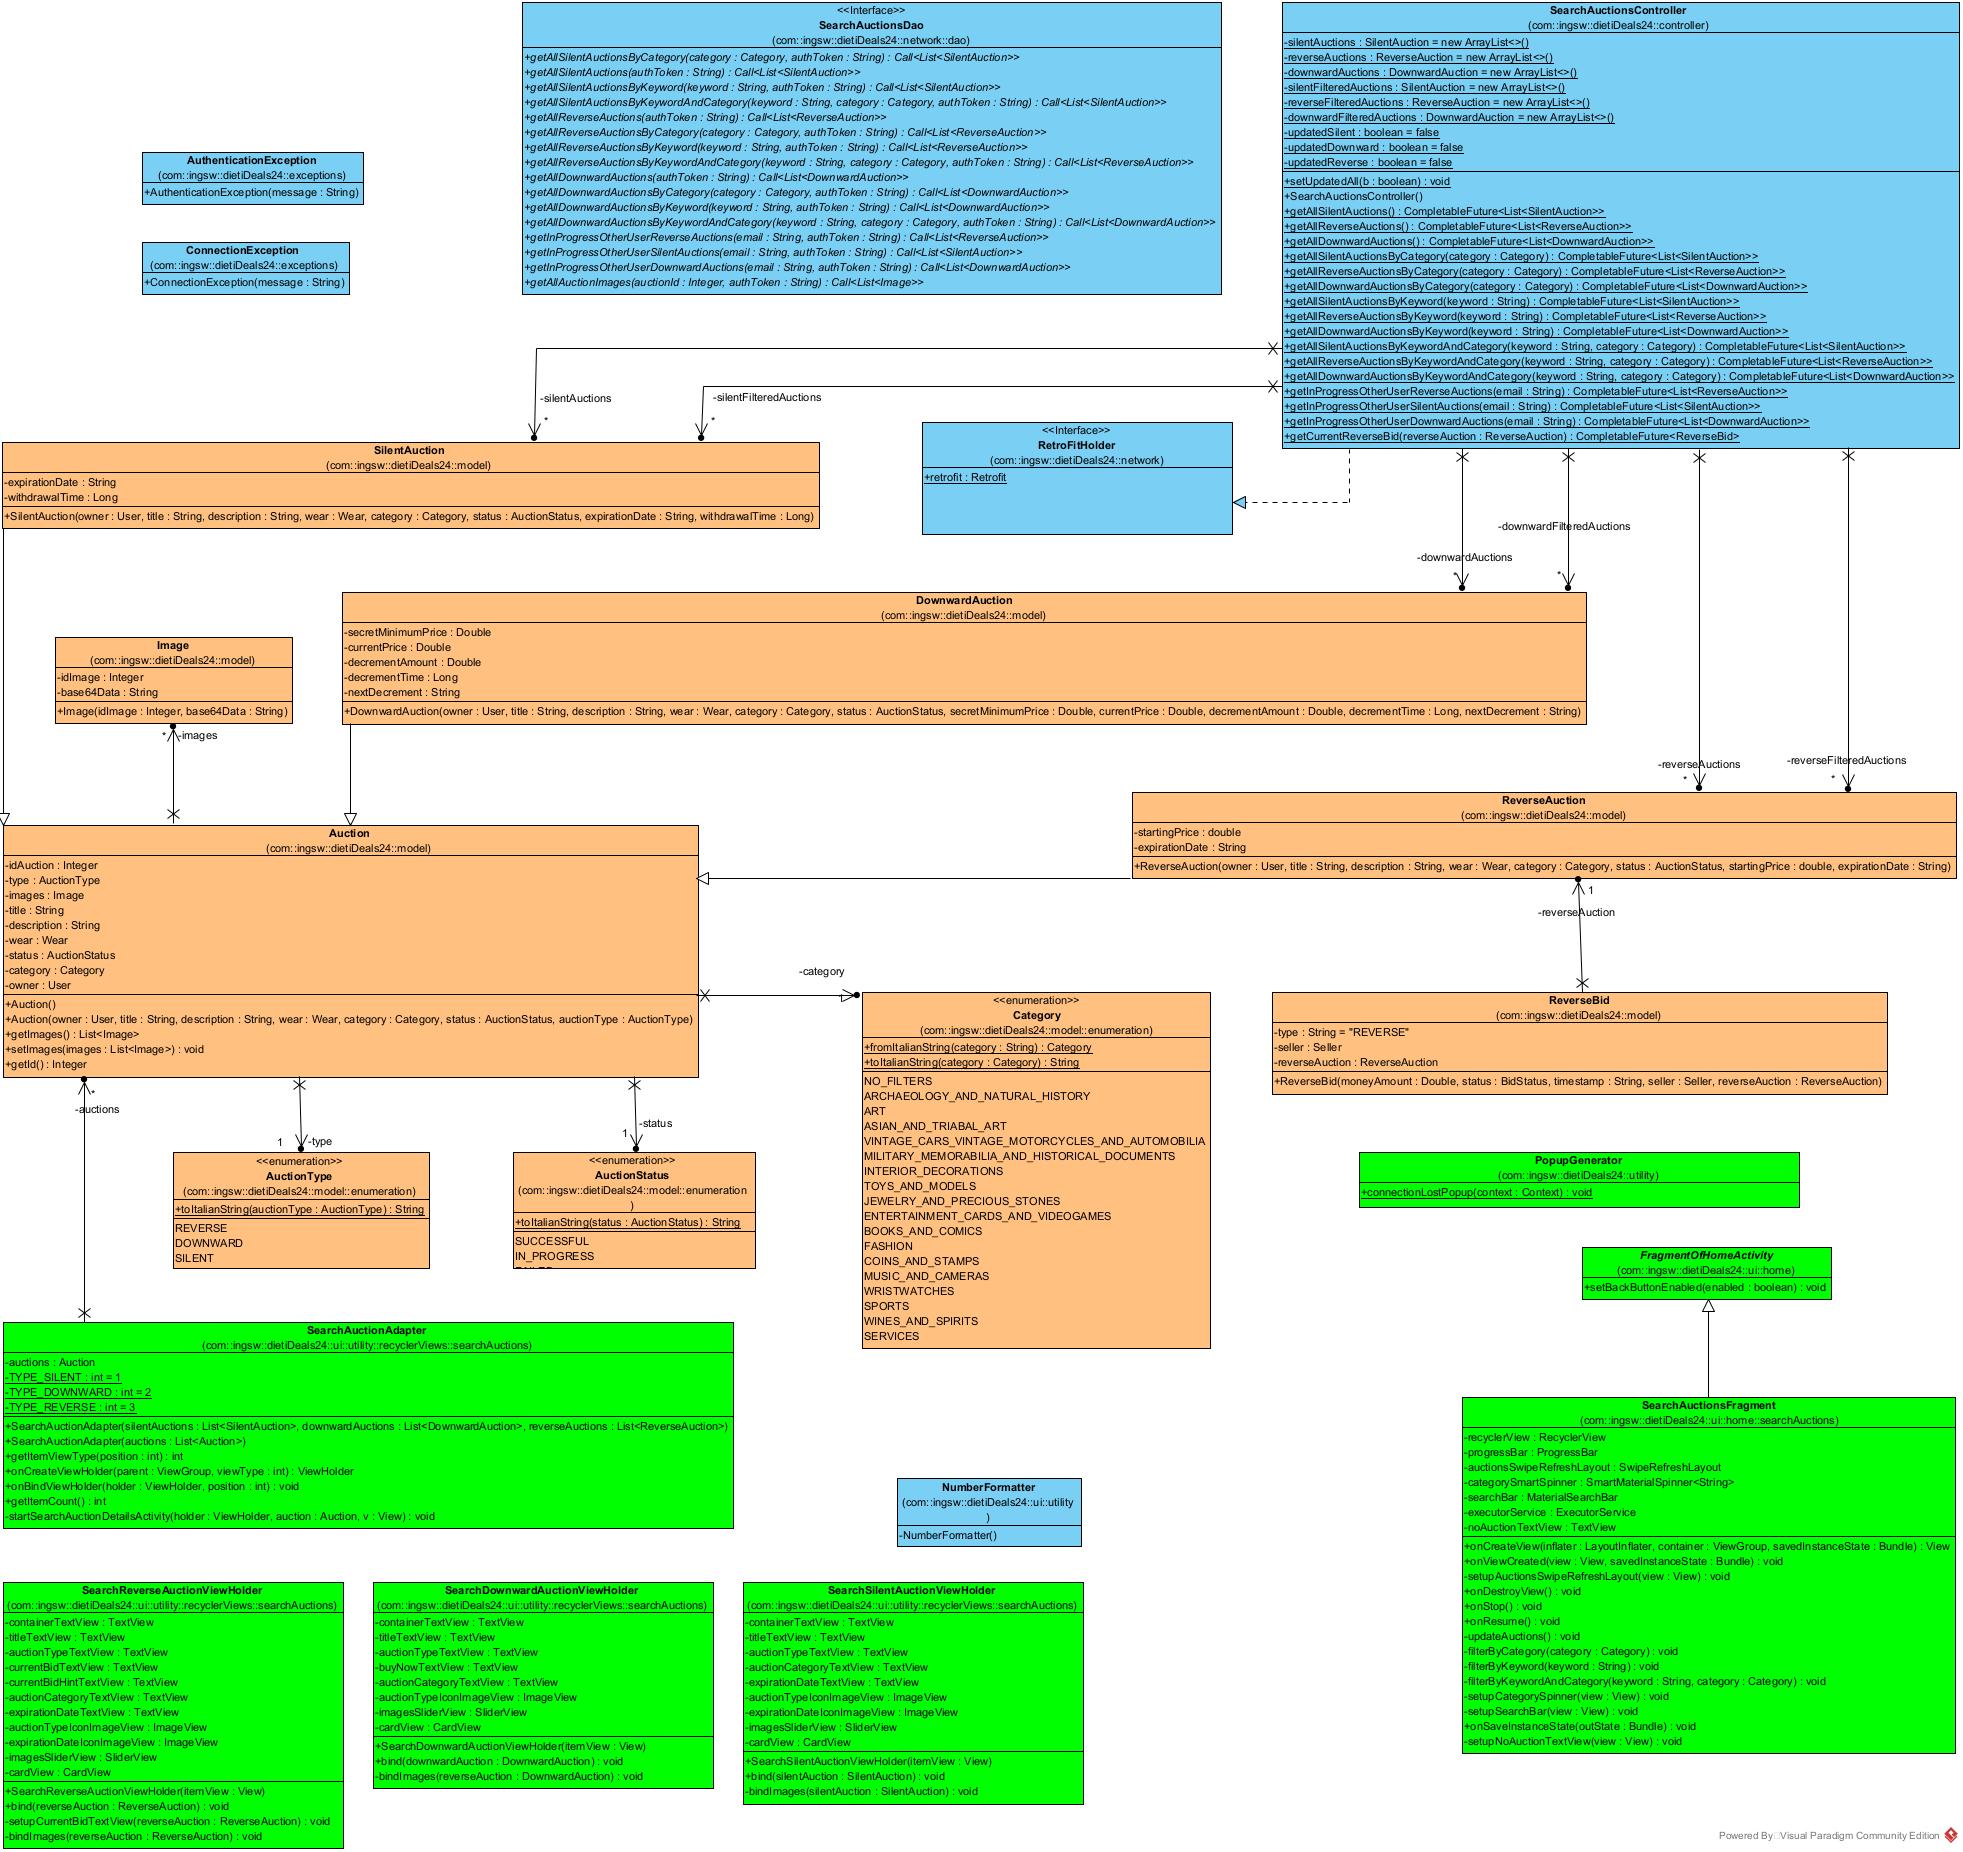 <<Interface>>
SearchAuctionsDao
(com::ingsw::dietiDeals24::network::dao)
+getAllSilentAuctionsByCategory(category : Category, authToken : String) : Call<List<SilentAuction>>
+getAllSilentAuctions(authToken : String) : Call<List<SilentAuction>>
+getAllSilentAuctionsByKeyword(keyword : String, authToken : String) : Call<List<SilentAuction>>
+getAllSilentAuctionsByKeywordAndCategory(keyword : String, category : Category, authToken : String) : Call<List<SilentAuction>>
+getAllReverseAuctions(authToken : String) : Call<List<ReverseAuction>>
+getAllReverseAuctionsByCategory(category : Category, authToken : String) : Call<List<ReverseAuction>>
+getAllReverseAuctionsByKeyword(keyword : String, authToken : String) : Call<List<ReverseAuction>>
+getAllReverseAuctionsByKeywordAndCategory(keyword : String, category : Category, authToken : String) : Call<List<ReverseAuction>>
+getAllDownwardAuctions(authToken : String) : Call<List<DownwardAuction>>
+getAllDownwardAuctionsByCategory(category : Category, authToken : String) : Call<List<DownwardAuction>>
+getAllDownwardAuctionsByKeyword(keyword : String, authToken : String) : Call<List<DownwardAuction>>
+getAllDownwardAuctionsByKeywordAndCategory(keyword : String, category : Category, authToken : String) : Call<List<DownwardAuction>>
+getInProgressOtherUserReverseAuctions(email : String, authToken : String) : Call<List<ReverseAuction>>
+getInProgressOtherUserSilentAuctions(email : String, authToken : String) : Call<List<SilentAuction>>
+getInProgressOtherUserDownwardAuctions(email : String, authToken : String) : Call<List<DownwardAuction>>
+getAllAuctionImages(auctionId : Integer, authToken : String) : Call<List<Image>>
SearchAuctionsController
(com::ingsw::dietiDeals24::controller)
-silentAuctions : SilentAuction = new ArrayList<>()
-reverseAuctions : ReverseAuction = new ArrayList<>()
-downwardAuctions : DownwardAuction = new ArrayList<>()
-silentFilteredAuctions : SilentAuction = new ArrayList<>()
-reverseFilteredAuctions : ReverseAuction = new ArrayList<>()
-downwardFilteredAuctions : DownwardAuction = new ArrayList<>()
-updatedSilent : boolean = false
-updatedDownward : boolean = false
-updatedReverse : boolean = false
+setUpdatedAll(b : boolean) : void
+SearchAuctionsController()
+getAllSilentAuctions() : CompletableFuture<List<SilentAuction>>
+getAllReverseAuctions() : CompletableFuture<List<ReverseAuction>>
+getAllDownwardAuctions() : CompletableFuture<List<DownwardAuction>>
+getAllSilentAuctionsByCategory(category : Category) : CompletableFuture<List<SilentAuction>>
+getAllReverseAuctionsByCategory(category : Category) : CompletableFuture<List<ReverseAuction>>
+getAllDownwardAuctionsByCategory(category : Category) : CompletableFuture<List<DownwardAuction>>
+getAllSilentAuctionsByKeyword(keyword : String) : CompletableFuture<List<SilentAuction>>
+getAllReverseAuctionsByKeyword(keyword : String) : CompletableFuture<List<ReverseAuction>>
+getAllDownwardAuctionsByKeyword(keyword : String) : CompletableFuture<List<DownwardAuction>>
+getAllSilentAuctionsByKeywordAndCategory(keyword : String, category : Category) : CompletableFuture<List<SilentAuction>>
+getAllReverseAuctionsByKeywordAndCategory(keyword : String, category : Category) : CompletableFuture<List<ReverseAuction>>
+getAllDownwardAuctionsByKeywordAndCategory(keyword : String, category : Category) : CompletableFuture<List<DownwardAuction>>
+getInProgressOtherUserReverseAuctions(email : String) : CompletableFuture<List<ReverseAuction>>
+getInProgressOtherUserSilentAuctions(email : String) : CompletableFuture<List<SilentAuction>>
+getInProgressOtherUserDownwardAuctions(email : String) : CompletableFuture<List<DownwardAuction>>
+getCurrentReverseBid(reverseAuction : ReverseAuction) : CompletableFuture<ReverseBid>
AuthenticationException
(com::ingsw::dietiDeals24::exceptions)
+AuthenticationException(message : String)
ConnectionException
(com::ingsw::dietiDeals24::exceptions)
+ConnectionException(message : String)
-silentAuctions
*
-silentFilteredAuctions
*
<<Interface>>
RetroFitHolder
(com::ingsw::dietiDeals24::network)
+retrofit : Retrofit
SilentAuction
(com::ingsw::dietiDeals24::model)
-expirationDate : String
-withdrawalTime : Long
+SilentAuction(owner : User, title : String, description : String, wear : Wear, category : Category, status : AuctionStatus, expirationDate : String, withdrawalTime : Long)
-downwardFilteredAuctions
*
-downwardAuctions
*
DownwardAuction
(com::ingsw::dietiDeals24::model)
-secretMinimumPrice : Double
-currentPrice : Double
-decrementAmount : Double
-decrementTime : Long
-nextDecrement : String
+DownwardAuction(owner : User, title : String, description : String, wear : Wear, category : Category, status : AuctionStatus, secretMinimumPrice : Double, currentPrice : Double, decrementAmount : Double, decrementTime : Long, nextDecrement : String)
Image
(com::ingsw::dietiDeals24::model)
-idImage : Integer
-base64Data : String
+Image(idImage : Integer, base64Data : String)
*
-images
-reverseAuctions
*
-reverseFilteredAuctions
*
ReverseAuction
(com::ingsw::dietiDeals24::model)
-startingPrice : double
-expirationDate : String
+ReverseAuction(owner : User, title : String, description : String, wear : Wear, category : Category, status : AuctionStatus, startingPrice : double, expirationDate : String)
Auction
(com::ingsw::dietiDeals24::model)
-idAuction : Integer
-type : AuctionType
-images : Image
-title : String
-description : String
-wear : Wear
-status : AuctionStatus
-category : Category
-owner : User
+Auction()
+Auction(owner : User, title : String, description : String, wear : Wear, category : Category, status : AuctionStatus, auctionType : AuctionType)
+getImages() : List<Image>
+setImages(images : List<Image>) : void
+getId() : Integer
1
-reverseAuction
-category
<<enumeration>>
Category
(com::ingsw::dietiDeals24::model::enumeration)
+fromItalianString(category : String) : Category
+toItalianString(category : Category) : String
NO_FILTERS
ARCHAEOLOGY_AND_NATURAL_HISTORY
ART
ASIAN_AND_TRIABAL_ART
VINTAGE_CARS_VINTAGE_MOTORCYCLES_AND_AUTOMOBILIA
MILITARY_MEMORABILIA_AND_HISTORICAL_DOCUMENTS
INTERIOR_DECORATIONS
TOYS_AND_MODELS
JEWELRY_AND_PRECIOUS_STONES
ENTERTAINMENT_CARDS_AND_VIDEOGAMES
BOOKS_AND_COMICS
FASHION
COINS_AND_STAMPS
MUSIC_AND_CAMERAS
WRISTWATCHES
SPORTS
WINES_AND_SPIRITS
SERVICES
ReverseBid
(com::ingsw::dietiDeals24::model)
-type : String = "REVERSE"
-seller : Seller
-reverseAuction : ReverseAuction
+ReverseBid(moneyAmount : Double, status : BidStatus, timestamp : String, seller : Seller, reverseAuction : ReverseAuction)
*
-auctions
1
-type
1
-status
<<enumeration>>
AuctionType
(com::ingsw::dietiDeals24::model::enumeration)
+toItalianString(auctionType : AuctionType) : String
REVERSE
DOWNWARD
SILENT
<<enumeration>>
AuctionStatus
(com::ingsw::dietiDeals24::model::enumeration
)
+toItalianString(status : AuctionStatus) : String
SUCCESSFUL
IN_PROGRESS
PopupGenerator
(com::ingsw::dietiDeals24::utility)
+connectionLostPopup(context : Context) : void
FragmentOfHomeActivity
(com::ingsw::dietiDeals24::ui::home)
+setBackButtonEnabled(enabled : boolean) : void
SearchAuctionAdapter
(com::ingsw::dietiDeals24::ui::utility::recyclerViews::searchAuctions)
-auctions : Auction
-TYPE_SILENT : int = 1
-TYPE_DOWNWARD : int = 2
-TYPE_REVERSE : int = 3
+SearchAuctionAdapter(silentAuctions : List<SilentAuction>, downwardAuctions : List<DownwardAuction>, reverseAuctions : List<ReverseAuction>)
+SearchAuctionAdapter(auctions : List<Auction>)
+getItemViewType(position : int) : int
+onCreateViewHolder(parent : ViewGroup, viewType : int) : ViewHolder
+onBindViewHolder(holder : ViewHolder, position : int) : void
+getItemCount() : int
-startSearchAuctionDetailsActivity(holder : ViewHolder, auction : Auction, v : View) : void
SearchAuctionsFragment
(com::ingsw::dietiDeals24::ui::home::searchAuctions)
-recyclerView : RecyclerView
-progressBar : ProgressBar
-auctionsSwipeRefreshLayout : SwipeRefreshLayout
-categorySmartSpinner : SmartMaterialSpinner<String>
-searchBar : MaterialSearchBar
-executorService : ExecutorService
-noAuctionTextView : TextView
+onCreateView(inflater : LayoutInflater, container : ViewGroup, savedInstanceState : Bundle) : View
+onViewCreated(view : View, savedInstanceState : Bundle) : void
-setupAuctionsSwipeRefreshLayout(view : View) : void
+onDestroyView() : void
+onStop() : void
+onResume() : void
-updateAuctions() : void
-filterByCategory(category : Category) : void
-filterByKeyword(keyword : String) : void
-filterByKeywordAndCategory(keyword : String, category : Category) : void
-setupCategorySpinner(view : View) : void
-setupSearchBar(view : View) : void
+onSaveInstanceState(outState : Bundle) : void
-setupNoAuctionTextView(view : View) : void
NumberFormatter
(com::ingsw::dietiDeals24::ui::utility
)
-NumberFormatter()
SearchReverseAuctionViewHolder
(com::ingsw::dietiDeals24::ui::utility::recyclerViews::searchAuctions)
-containerTextView : TextView
-titleTextView : TextView
-auctionTypeTextView : TextView
-currentBidTextView : TextView
-currentBidHintTextView : TextView
-auctionCategoryTextView : TextView
-expirationDateTextView : TextView
-auctionTypeIconImageView : ImageView
-expirationDateIconImageView : ImageView
-imagesSliderView : SliderView
-cardView : CardView
+SearchReverseAuctionViewHolder(itemView : View)
+bind(reverseAuction : ReverseAuction) : void
-setupCurrentBidTextView(reverseAuction : ReverseAuction) : void
-bindImages(reverseAuction : ReverseAuction) : void
SearchDownwardAuctionViewHolder
(com::ingsw::dietiDeals24::ui::utility::recyclerViews::searchAuctions)
-containerTextView : TextView
-titleTextView : TextView
-auctionTypeTextView : TextView
-buyNowTextView : TextView
-auctionCategoryTextView : TextView
-auctionTypeIconImageView : ImageView
-imagesSliderView : SliderView
-cardView : CardView
+SearchDownwardAuctionViewHolder(itemView : View)
+bind(downwardAuction : DownwardAuction) : void
-bindImages(reverseAuction : DownwardAuction) : void
SearchSilentAuctionViewHolder
(com::ingsw::dietiDeals24::ui::utility::recyclerViews::searchAuctions)
-containerTextView : TextView
-titleTextView : TextView
-auctionTypeTextView : TextView
-auctionCategoryTextView : TextView
-expirationDateTextView : TextView
-auctionTypeIconImageView : ImageView
-expirationDateIconImageView : ImageView
-imagesSliderView : SliderView
-cardView : CardView
+SearchSilentAuctionViewHolder(itemView : View)
+bind(silentAuction : SilentAuction) : void
-bindImages(silentAuction : SilentAuction) : void
Powered By Visual Paradigm Community Edition